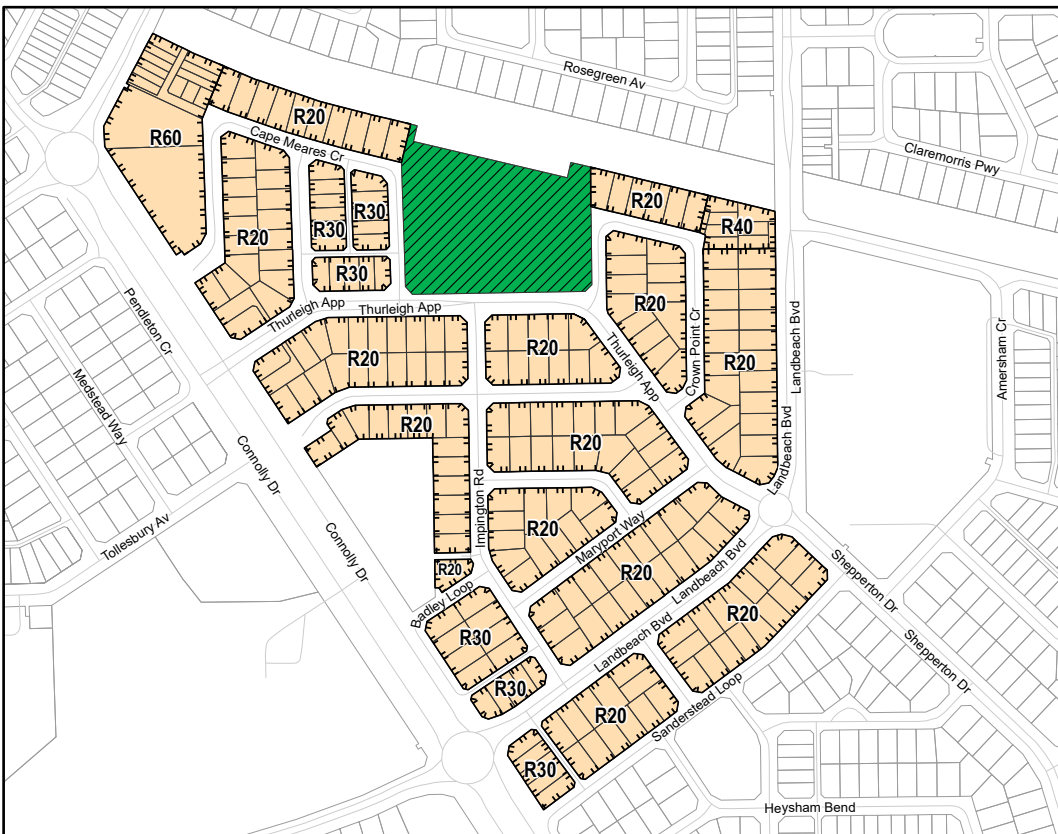 Rosegreen Av
R20
R60
Cape Meares Cr
Claremorris Pwy
R20
R30
R30
R40
R20
R30
R20
Thurleigh App
Thurleigh App
Pendleton Cr
Crown Point Cr
Landbeach Bvd
Amersham Cr
R20
R20
Thurleigh App
R20
Medstead Way
R20
R20
Connolly Dr
Landbeach Bvd
Impington Rd
Tollesbury Av
R20
Maryport Way
Connolly Dr
R20
R20
Landbeach Bvd
Shepperton Dr
Badley Loop
R30
R20
Landbeach Bvd
Shepperton Dr
R30
R20
Sanderstead Loop
R30
Heysham Bend